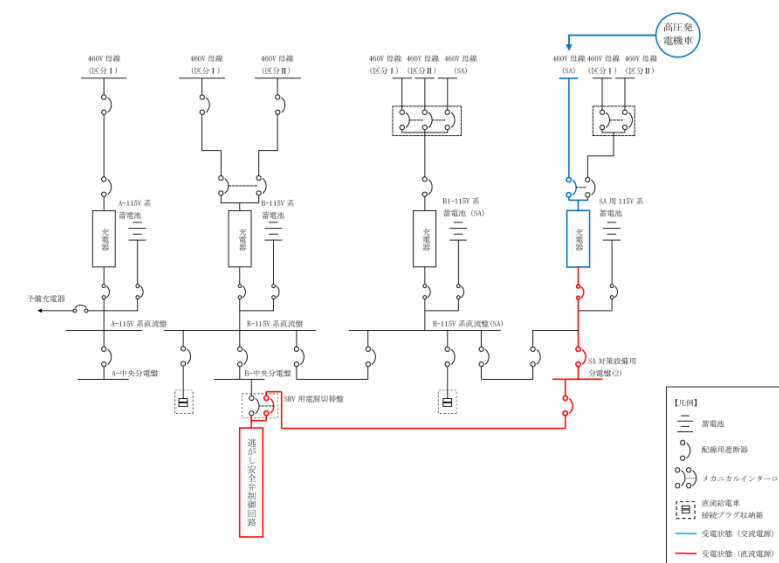 高圧発
電機車
460V 母線
(区分Ⅰ)
460V 母線
(区分Ⅰ)
460V 母線
(区分Ⅱ)
460V 母線
(区分Ⅰ)
460V 母線
(区分Ⅱ)
460V 母線
(SA)
460V 母線
(SA)
460V 母線
(区分Ⅰ)
460V 母線
(区分Ⅱ)
A-115V 系
蓄電池
B-115V 系
蓄電池
B1-115V 系
蓄電池 (SA)
SA 用 115V 系
蓄電池
充電器
充電器
充電器
充電器
予備充電器
A-115V 系直流盤
B-115V 系直流盤
B-115V 系直流盤(SA)
A-中央分電盤
B-中央分電盤
SA 対策設備用
分電盤(2)
SRV 用電源切替盤
逃がし安全弁制御回路
【凡例】
蓄電池
配線用遮断器
メカニカルインターロ
直流給電車
接続プラグ収納箱
受電状態 (交流電源)
受電状態 (直流電源)